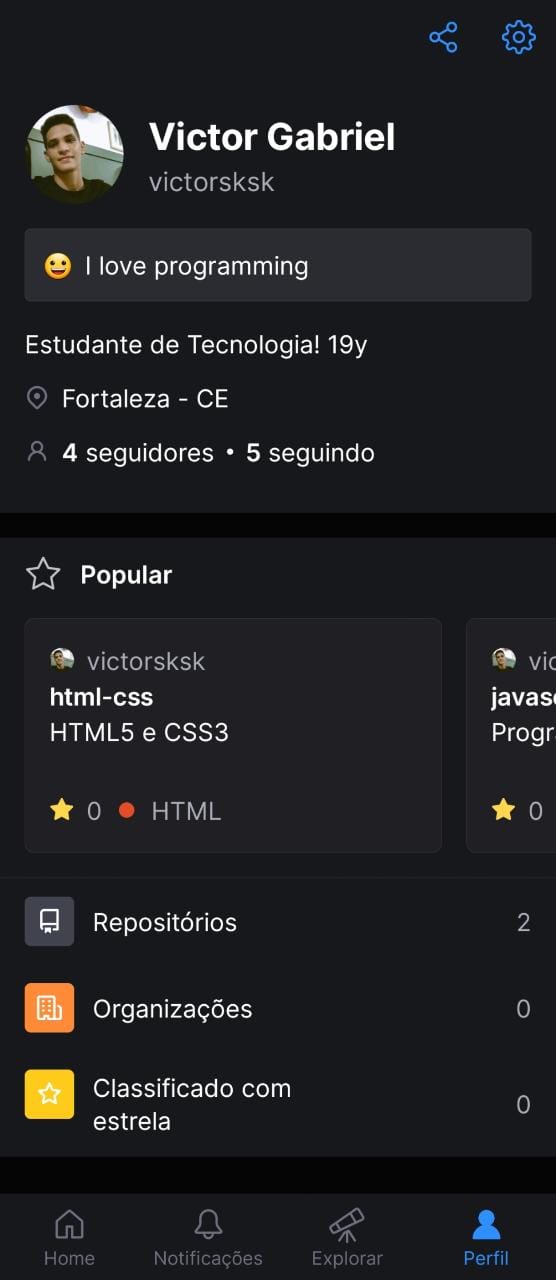 Victor Gabriel
victorsksk
😀 I love programming
Estudante de Tecnologia! 19y
Fortaleza - CE
4 seguidores • 5 seguindo
Popular
victorsksk
html-css
HTML5 e CSS3
0 HTML
0
Repositórios 2
Organizações 0
Classificado com
estrela
0
Home Notificações Explorar Perfil